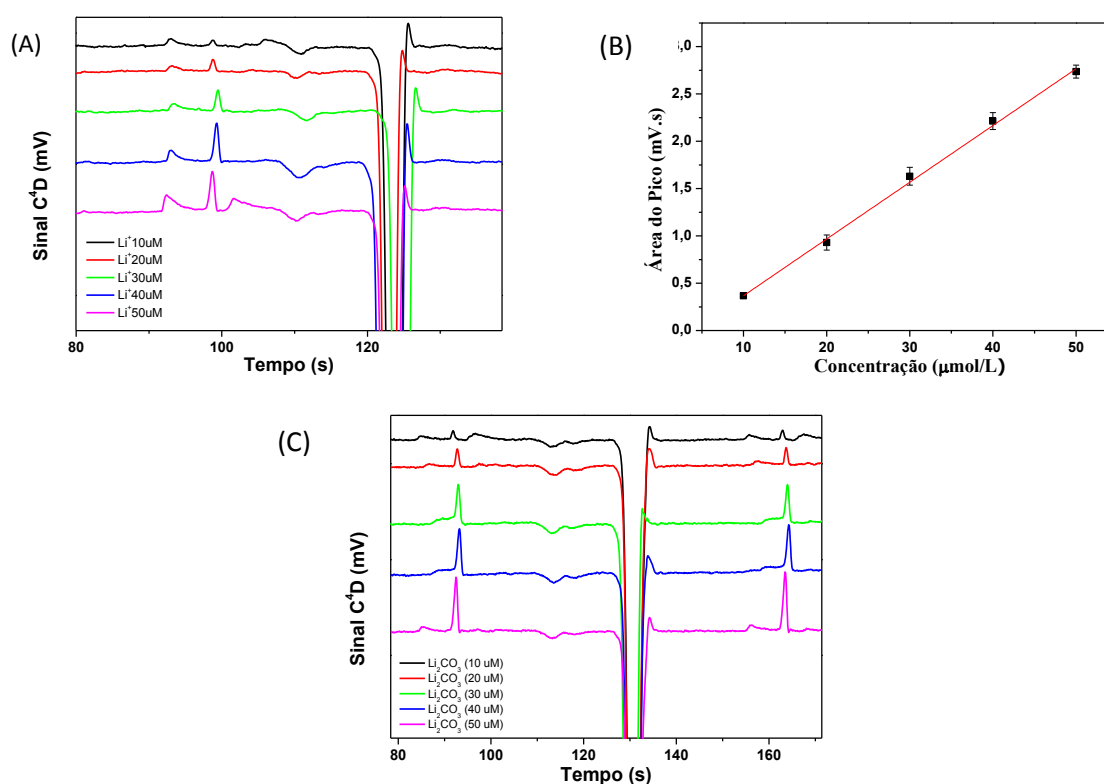 (A)
Sinal C⁴D (mV)
Li⁺10uM
Li⁺20uM
Li⁺30uM
Li⁺40uM
Li⁺50uM
80 100 120
Tempo (s)
(B)
Área do Pico (mV.s)
3,0
2,5
2,0
1,5
1,0
0,5
0,0
10 20 30 40 50
Concentração (μmol/L)
(C)
Sinal C⁴D (mV)
Li₂CO₃ (10 uM)
Li₂CO₃ (20 uM)
Li₂CO₃ (30 uM)
Li₂CO₃ (40 uM)
Li₂CO₃ (50 uM)
80 100 120 140 160
Tempo (s)